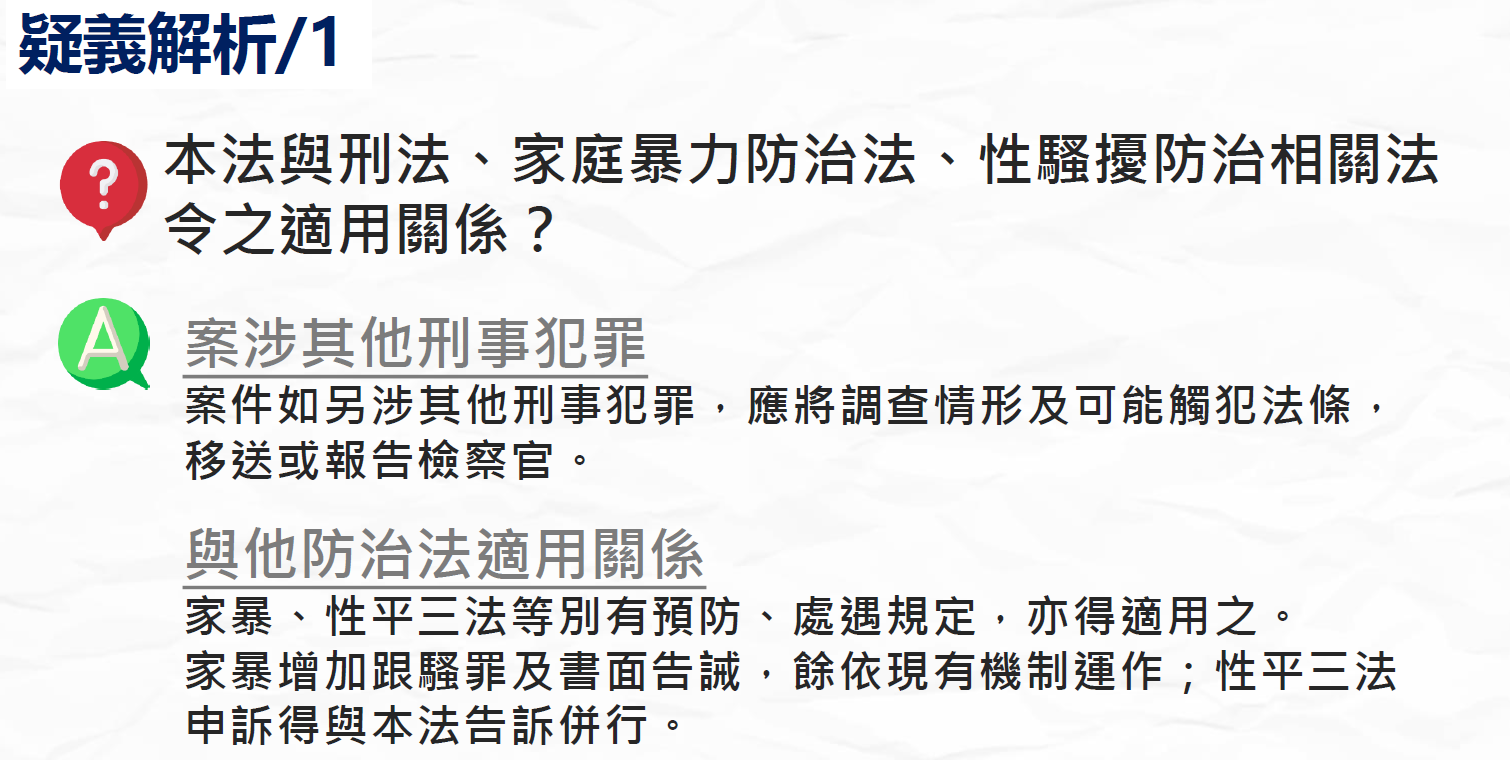 疑義解析/1
?
本法與刑法、家庭暴力防治法、性騷擾防治相關法
令之適用關係？
A
案涉其他刑事犯罪
案件如另涉其他刑事犯罪，應將調查情形及可能觸犯法條，
移送或報告檢察官。
與他防治法適用關係
家暴、性平三法等別有預防、處遇規定，亦得適用之。
家暴增加跟騷罪及書面告誡，餘依現有機制運作；性平三法
申訴得與本法告訴併行。